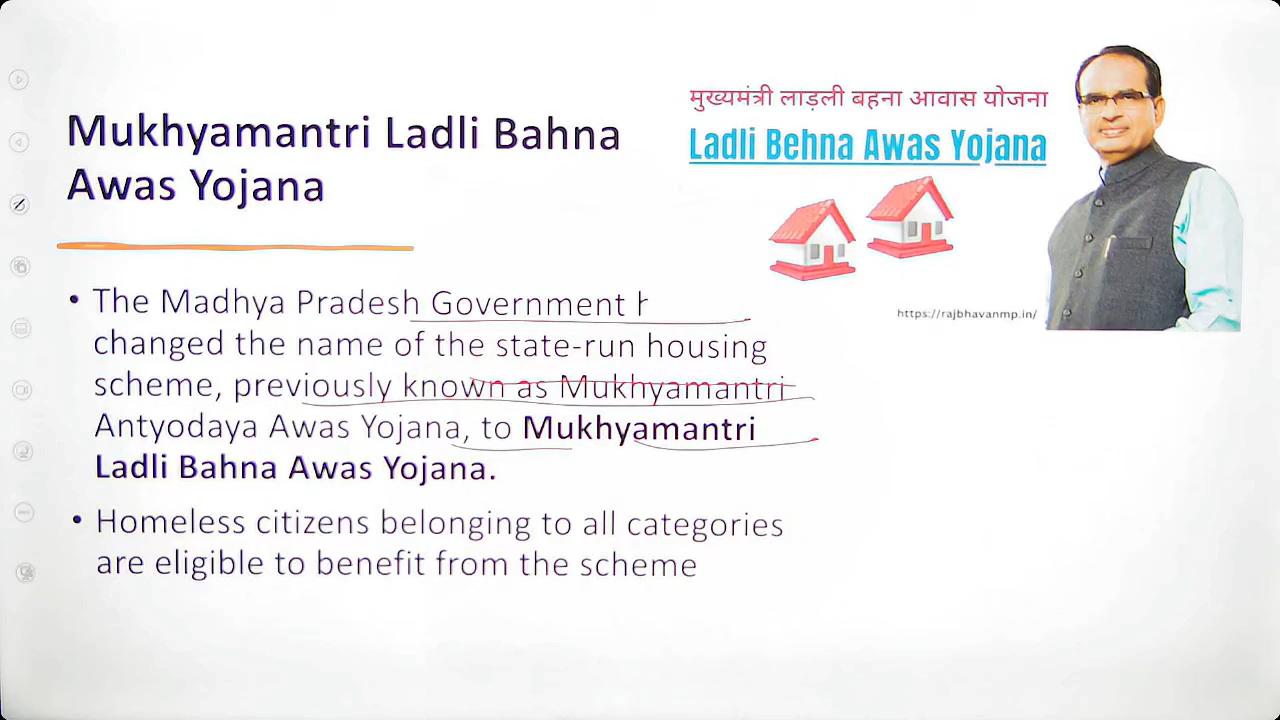 Mukhyamantri Ladli Bahna
Awas Yojana
मुख्यमंत्री लाड़ली बहना आवास योजना
Ladli Behna Awas Yojana
https://rajbhavanmp.in/
• The Madhya Pradesh Government
changed the name of the state-run housing
scheme, previously known as Mukhyamantri
Antyodaya Awas Yojana, to Mukhyamantri
Ladli Bahna Awas Yojana.
• Homeless citizens belonging to all categories
are eligible to benefit from the scheme